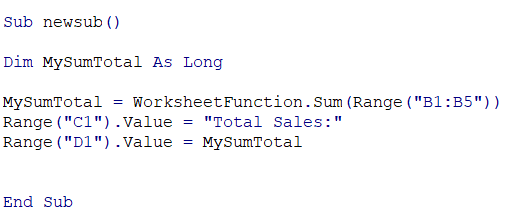 Sub newsub()
Dim MySumTotal As Long
MySumTotal = WorksheetFunction.Sum(Range("B1:B5"))
Range("C1").Value = "Total Sales:"
Range("D1").Value = MySumTotal
End Sub